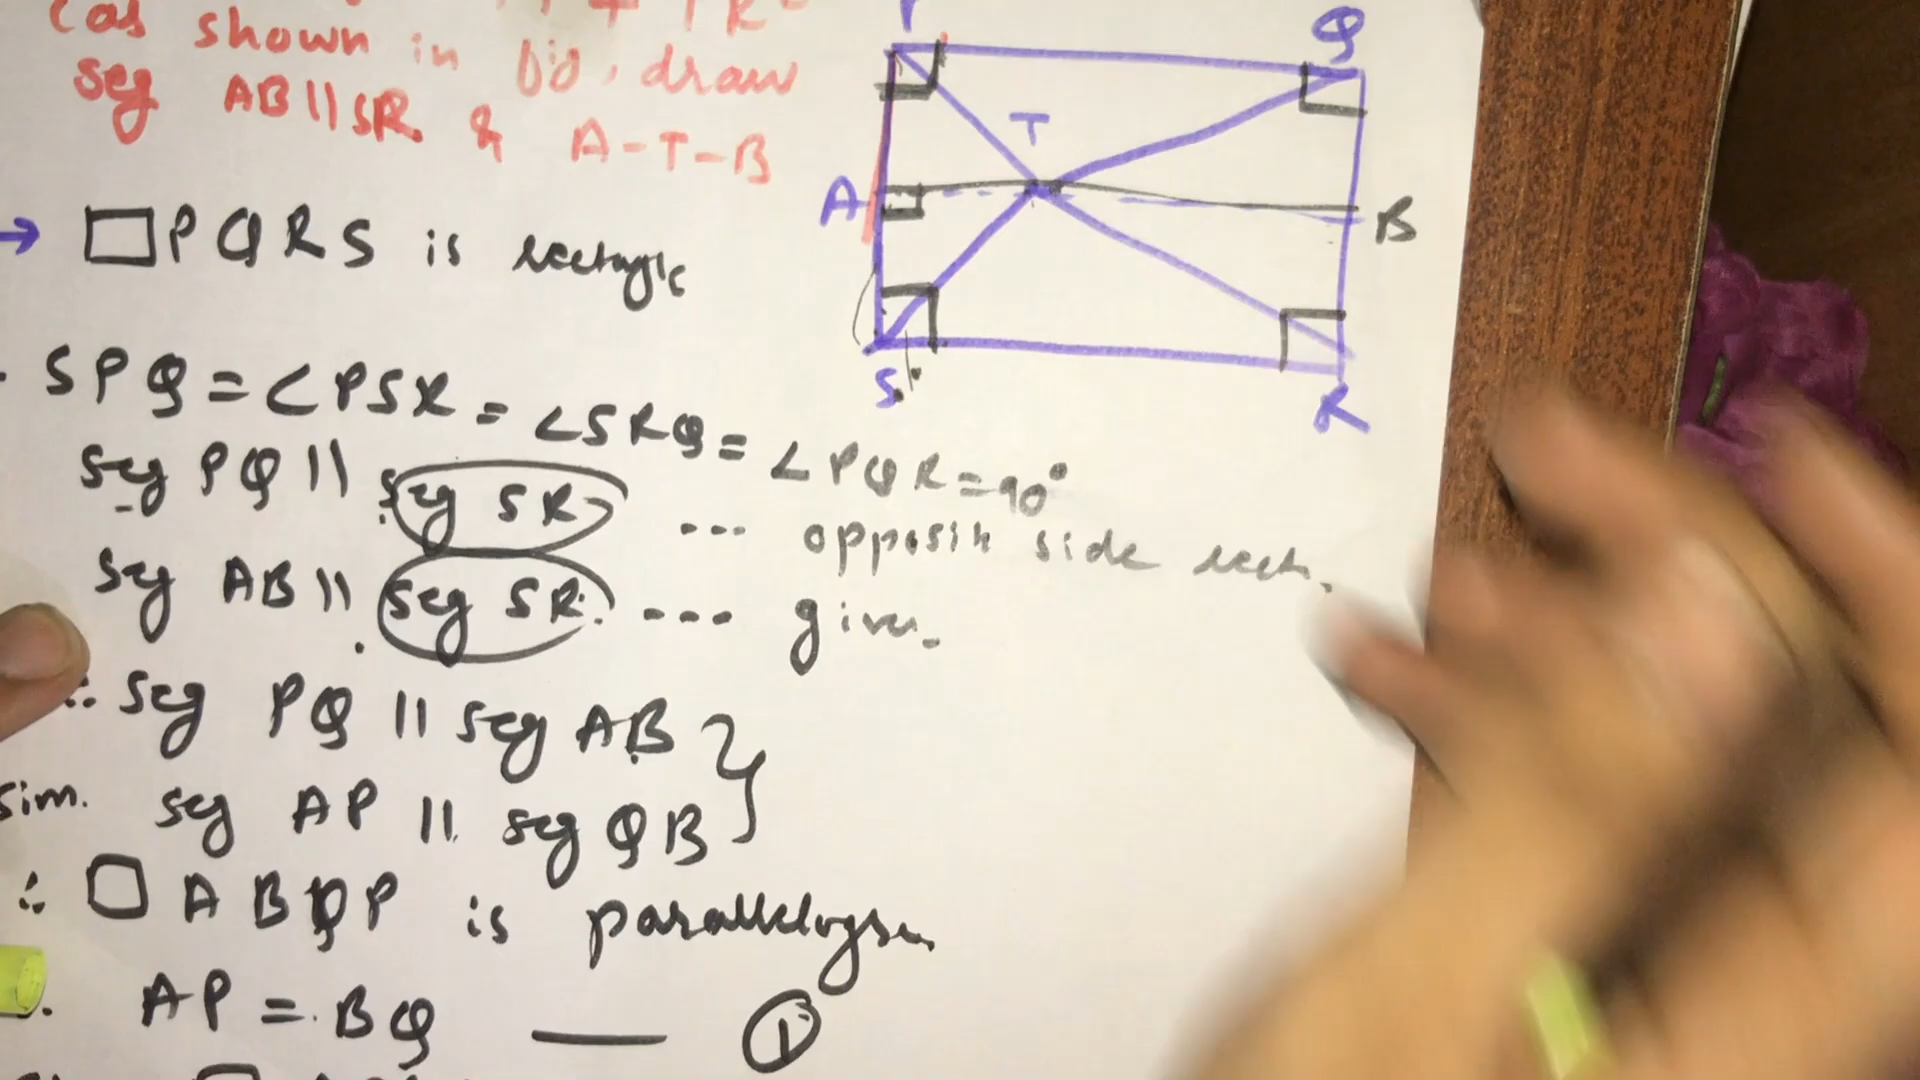 (as shown in fig, draw
seg AB || SR & A-T-B
→ □ PQRS is rectangle
SPQ = ∠PSR = ∠SRQ = ∠PQR = 90°
seg PQ || seg SR ... opposite side rect.
seg AB || seg SR. ... given.
∴ seg PQ || seg AB }
sim. seg AP || seg QB
∴ □ ABQP is parallelogram
AP = BQ — ①
Q
T
A
B
S
R